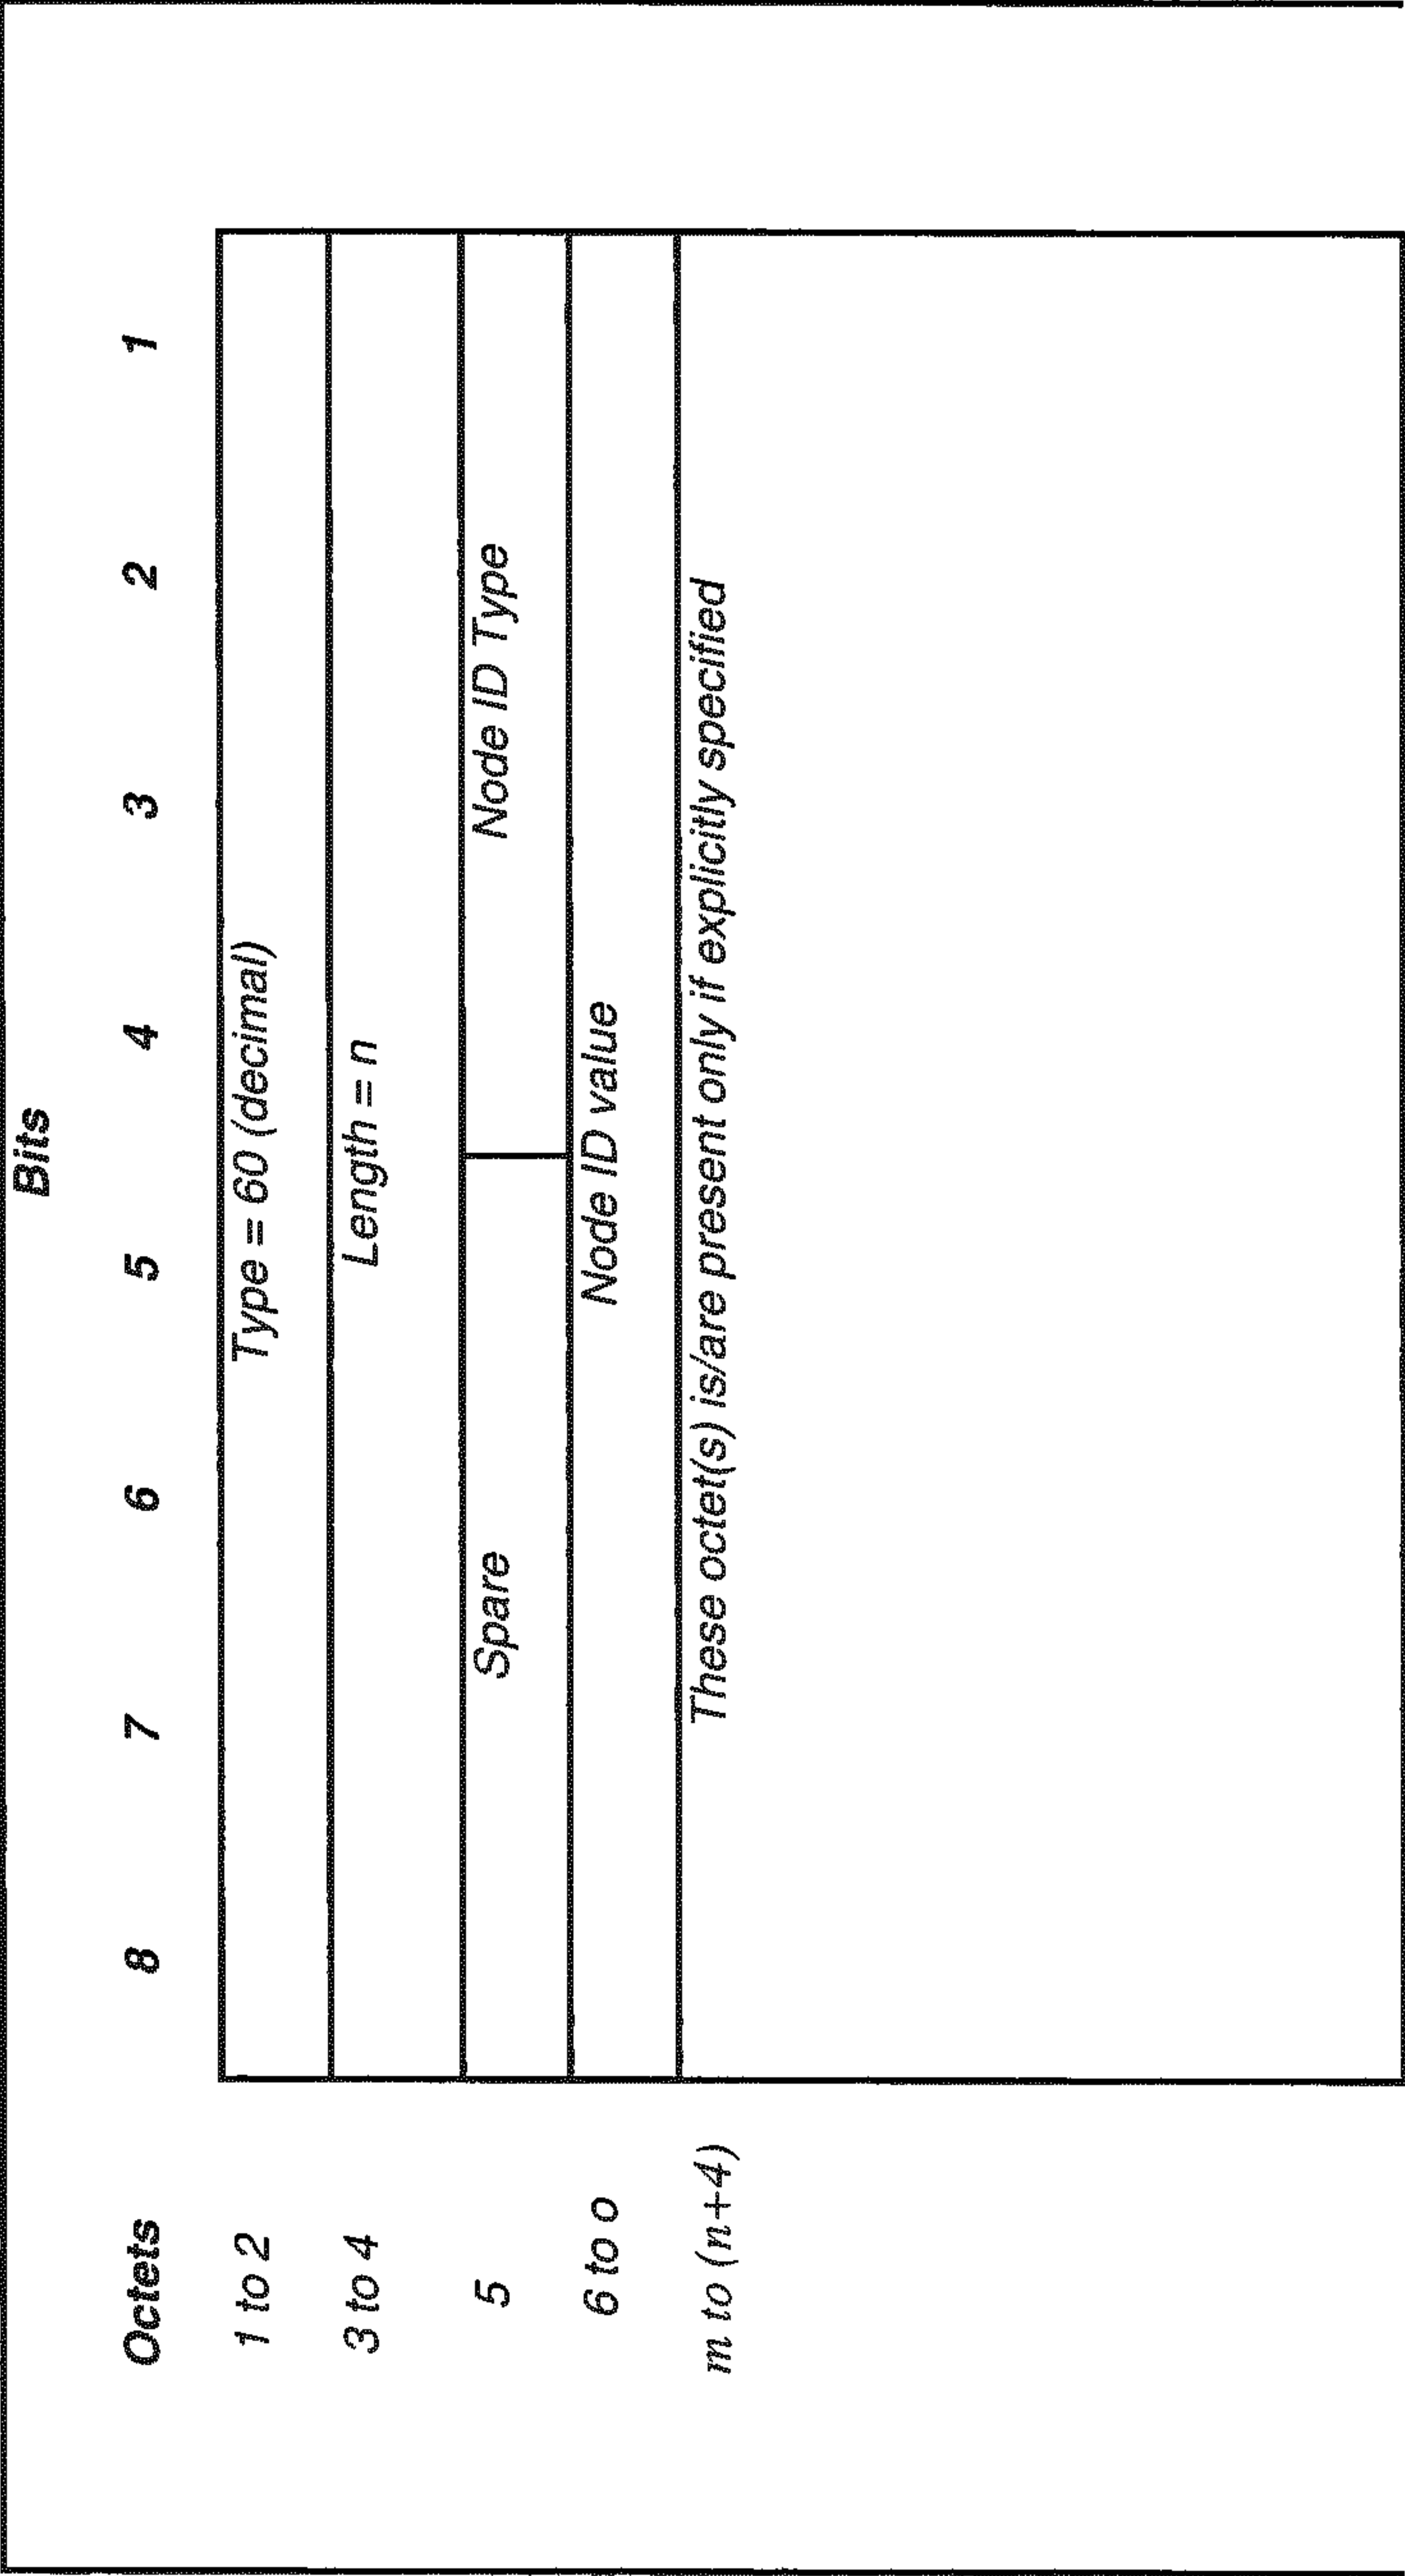 Bits
Octets 8 7 6 5 4 3 2 1
1 to 2 Type = 60 (decimal)
3 to 4 Length = n
5 Spare Node ID Type
6 to o Node ID value
m to (n+4) These octet(s) is/are present only if explicitly specified